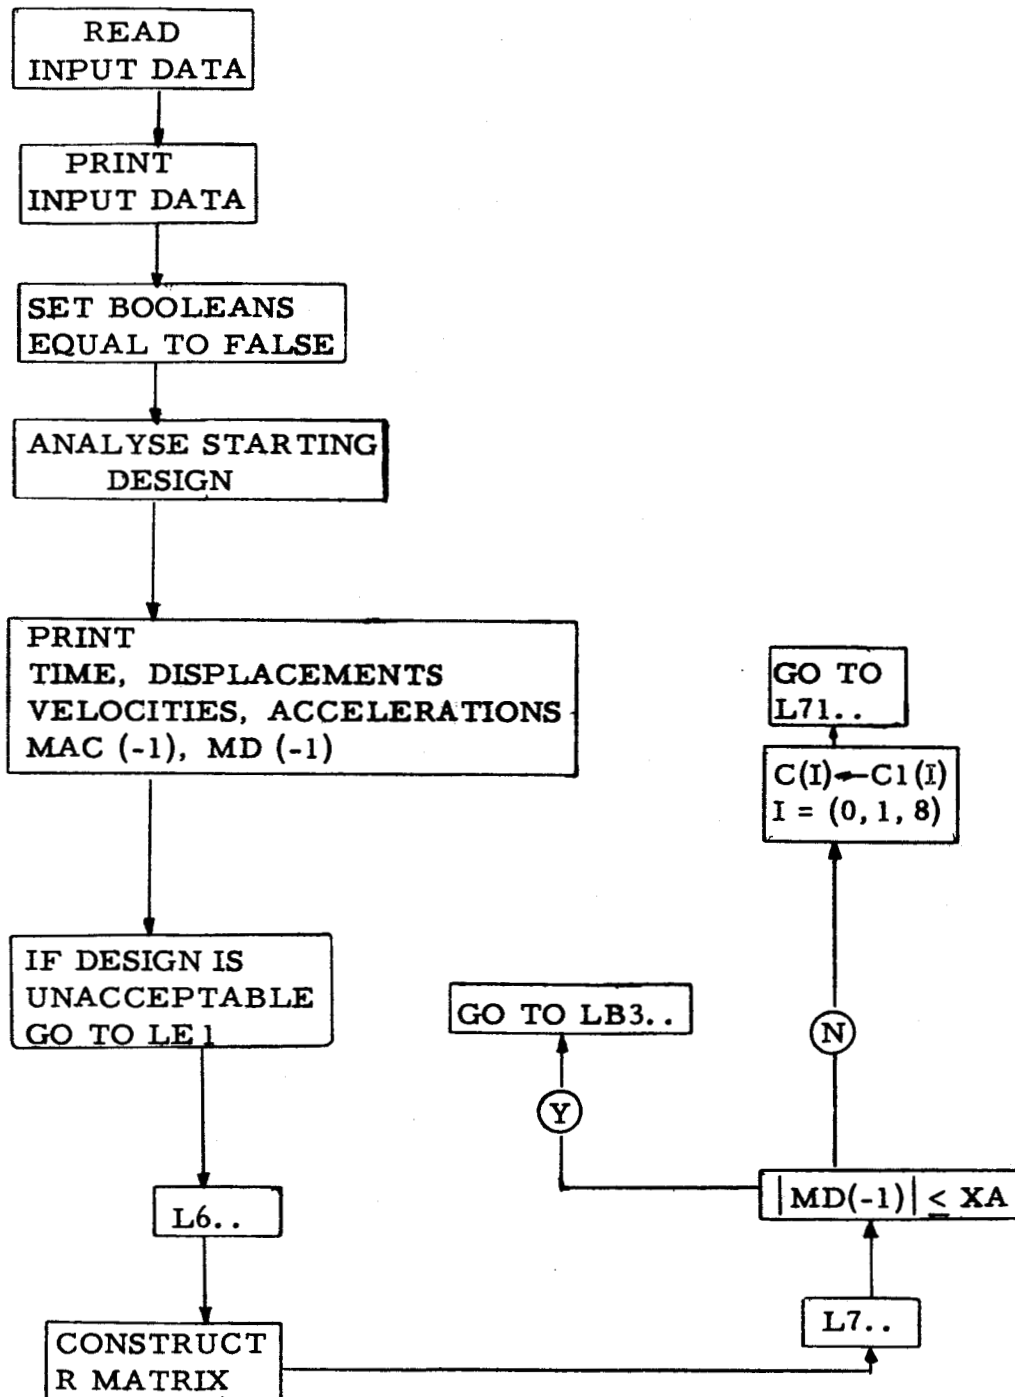 READ
INPUT DATA
PRINT
INPUT DATA
SET BOOLEANS
EQUAL TO FALSE
ANALYSE STARTING
DESIGN
PRINT
TIME, DISPLACEMENTS
VELOCITIES, ACCELERATIONS
MAC (-1), MD (-1)
IF DESIGN IS
UNACCEPTABLE
GO TO LE1
L6..
CONSTRUCT
R MATRIX
L7..
|MD(-1)| ≤ XA
Y
GO TO LB3..
N
C(I)←C1(I)
I = (0, 1, 8)
GO TO
L71..